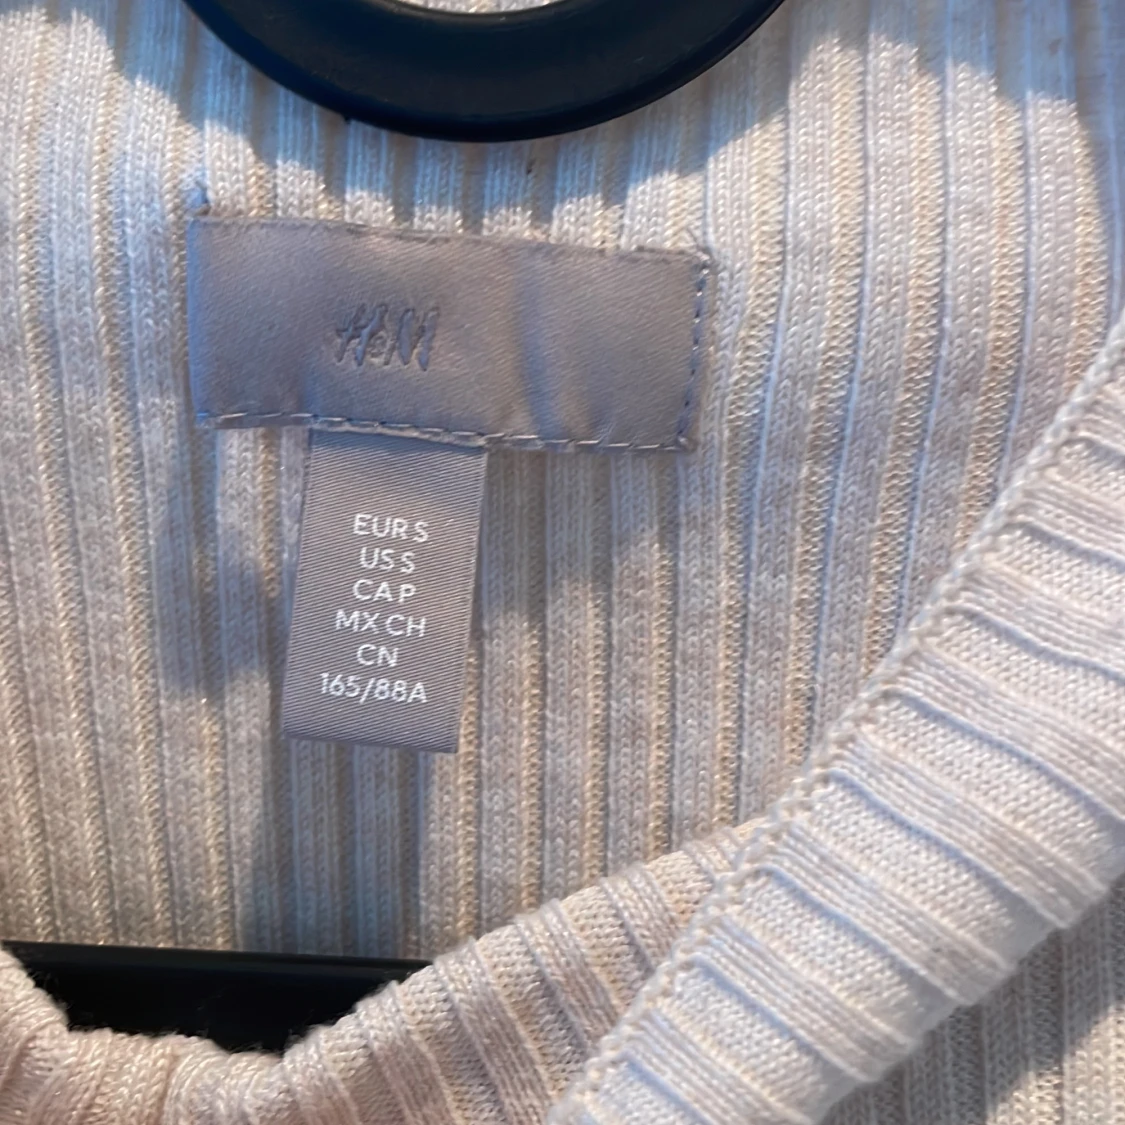 H&M
EUR S
US S
CA P
MX CH
CN
165/88A